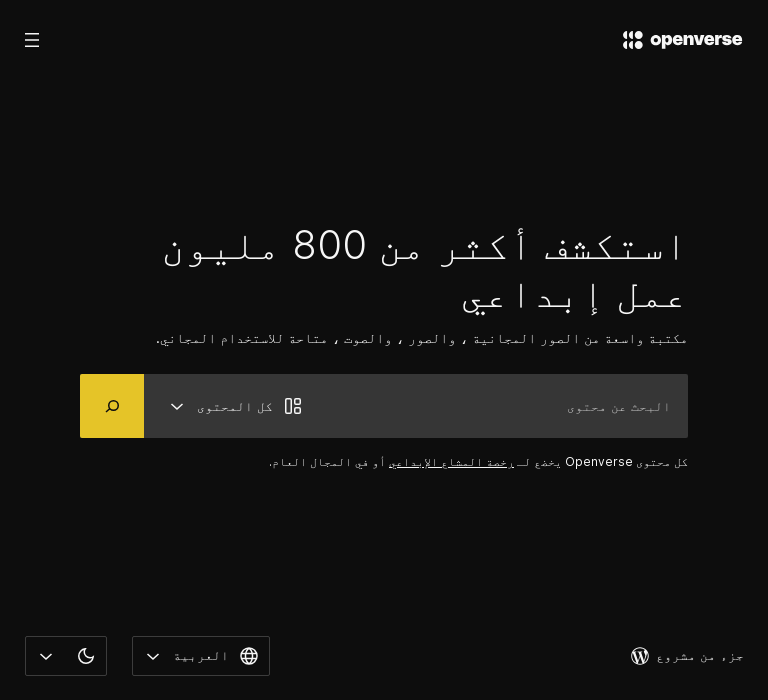 openverse
استكشف أكثر من 800 مليون
عمل إبداعي
مكتبة واسعة من الصور المجانية ، والصور ، والصوت ، متاحة للاستخدام المجاني.
البحث عن محتوى
كل المحتوى
كل محتوى Openverse يخضع لـ رخصة المشاع الإبداعي أو في المجال العام.
جزء من مشروع
العربية